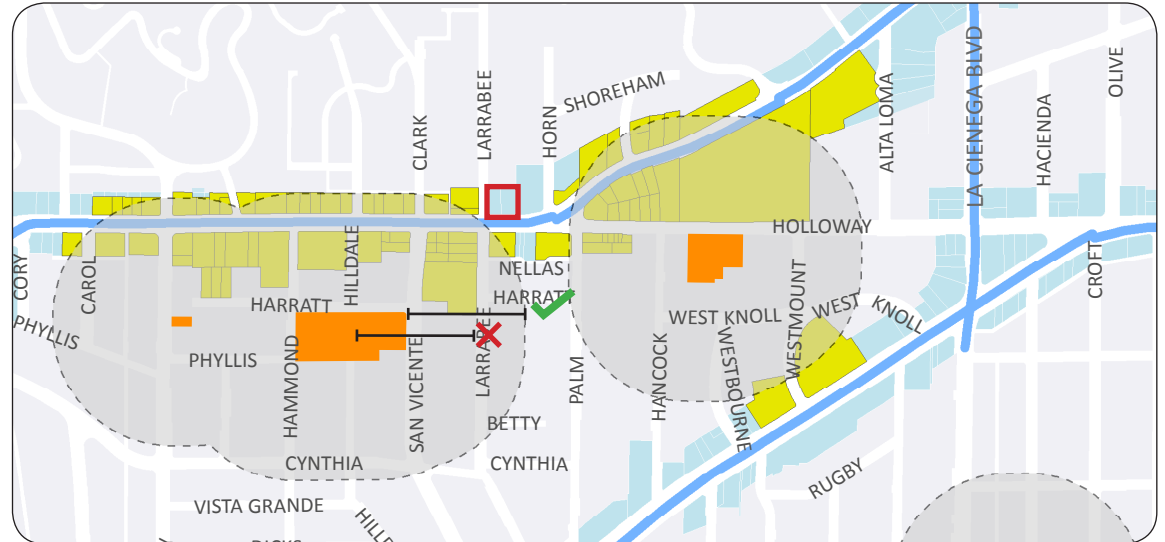 CLARK
LARRABEE
HORN
SHOREHAM
ALTA LOMA
LA CIENEGA BLVD
HACIENDA
OLIVE
HOLLOWAY
CORY
CAROL
HILLDALE
NELLAS
HARRATT
HARRATT
PHYLLIS
PHYLLIS
HAMMOND
SAN VICENTE
LARRABEE
PALM
HANCOCK
WEST KNOLL
WESTBOURNE
WESTMOUNT
WEST KNOLL
CROFT
BETTY
CYNTHIA
CYNTHIA
RUGBY
VISTA GRANDE